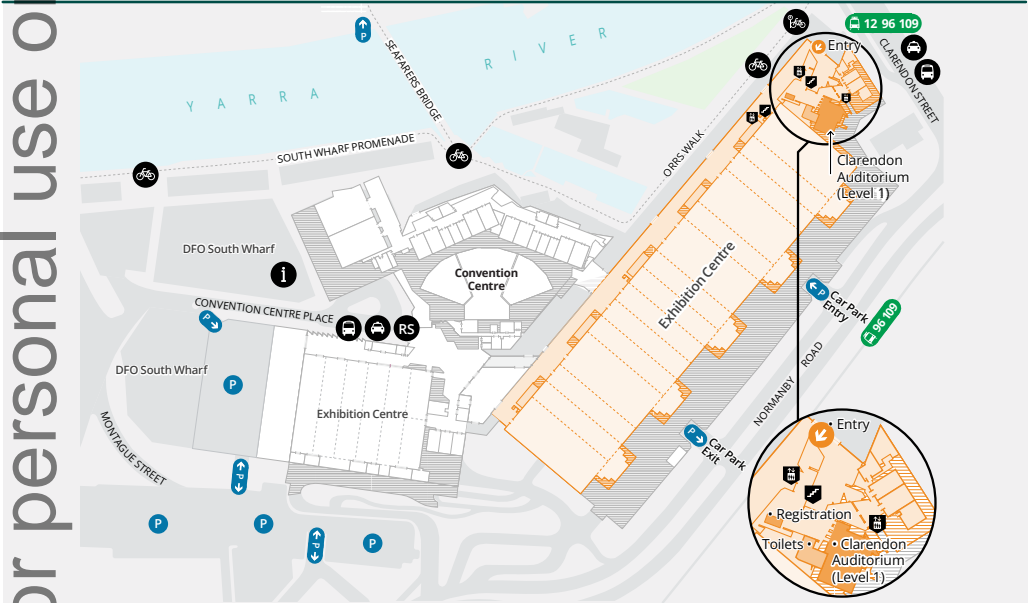 or personal use o
12 96 109
Entry
CLARENDON STREET
SEAFARERS BRIDGE
YARRA RIVER
P
SOUTH WHARF PROMENADE
ORRS WALK
Clarendon
Auditorium
(Level 1)
DFO South Wharf
i
Convention
Centre
Exhibition Centre
P
Car Park
Entry
96 109
CONVENTION CENTRE PLACE
RS
P
DFO South Wharf
P
Exhibition Centre
NORMANBY ROAD
MONTAGUE STREET
P
Car Park
Exit
P
P
P
P
P
• Entry
• Registration
Toilets •
• Clarendon
Auditorium
(Level 1)